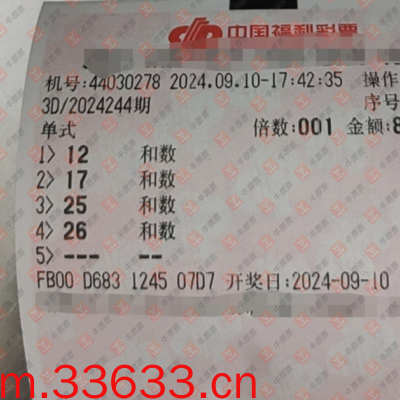 中国福利彩票
机号:44030278 2024.09.10-17:42:35 操作
3D/2024244期 序号
单式 倍数:001 金额:8
1> 12 和数
2> 17 和数
3> 25 和数
4> 26 和数
5> --- --
FB00 D683 1245 07D7 开奖日:2024-09-10
m.33633.cn